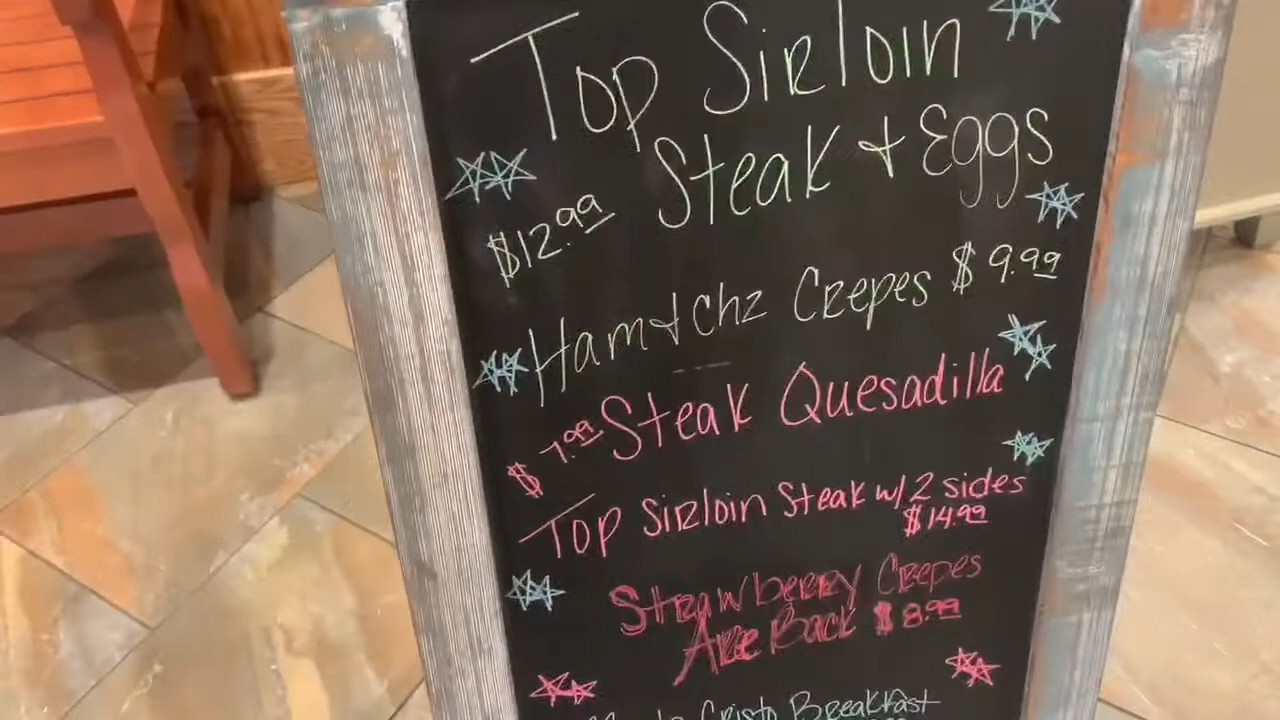 Top Sirloin
Steak + Eggs
$12.99
Ham + Chz Crepes $9.99
$7.99 Steak Quesadilla
Top Sirloin Steak w/ 2 sides
$14.99
Strawberry Crepes
Are Back $8.99
Cristo Breakfast